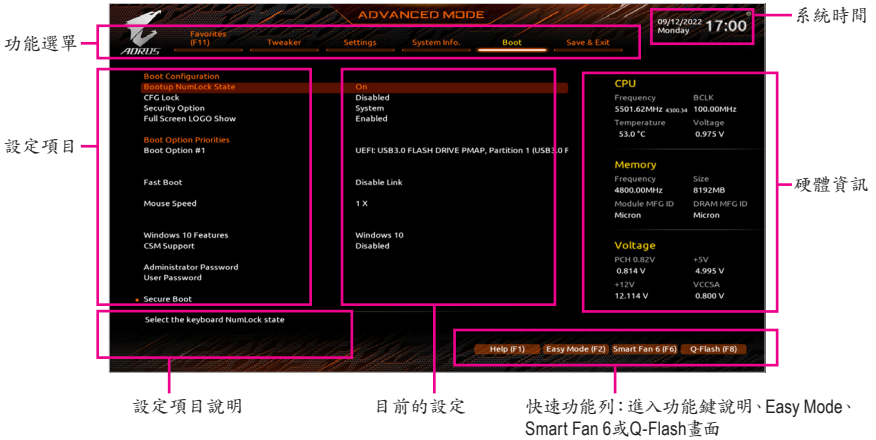 ADVANCED MODE
09/12/2022
Monday
17:00
系統時間
功能選單
AORUS
Favorites
(F11)
Tweaker
Settings
System Info.
Boot
Save & Exit
設定項目
Boot Configuration
Bootup NumLock State On
CFG Lock Disabled
Security Option System
Full Screen LOGO Show Enabled
Boot Option Priorities
Boot Option #1 UEFI: USB3.0 FLASH DRIVE PMAP, Partition 1 (USB3.0 F
Fast Boot Disable Link
Mouse Speed 1 X
Windows 10 Features Windows 10
CSM Support Disabled
Administrator Password
User Password
Secure Boot
Select the keyboard NumLock state
CPU
Frequency BCLK
5501.62MHz 4300.34 100.00MHz
Temperature Voltage
53.0 °C 0.975 V
Memory
Frequency Size
4800.00MHz 8192MB
Module MFG ID DRAM MFG ID
Micron Micron
Voltage
PCH 0.82V +5V
0.814 V 4.995 V
+12V VCCSA
12.114 V 0.800 V
硬體資訊
Help (F1) Easy Mode (F2) Smart Fan 6 (F6) Q-Flash (F8)
設定項目說明
目前的設定
快速功能列：進入功能鍵說明、Easy Mode、
Smart Fan 6或Q-Flash畫面